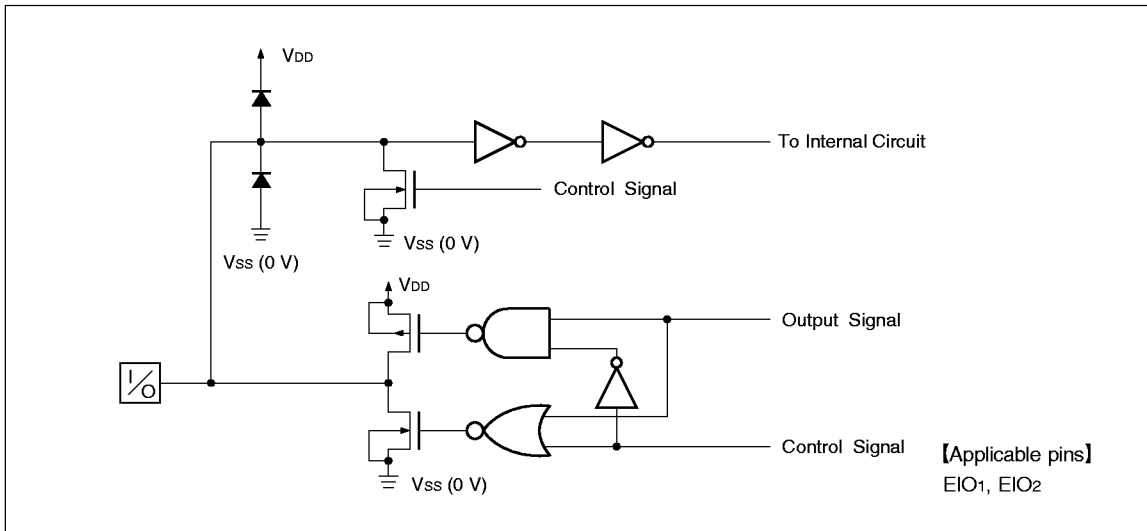 VDD
To Internal Circuit
Control Signal
VSS (0 V)
VSS (0 V)
VDD
Output Signal
I/O
Control Signal
VSS (0 V)
【Applicable pins】
EIO1, EIO2